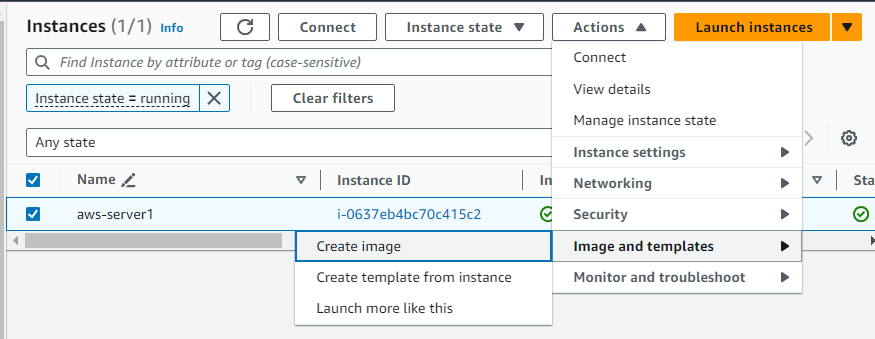 Instances (1/1) Info
Connect
Instance state
Actions
Launch instances
Find Instance by attribute or tag (case-sensitive)
Instance state = running
Clear filters
Any state
Connect
View details
Manage instance state
Instance settings
Networking
Security
Image and templates
Monitor and troubleshoot
Name
Instance ID
In
Sta
aws-server1
i-0637eb4bc70c415c2
Create image
Create template from instance
Launch more like this